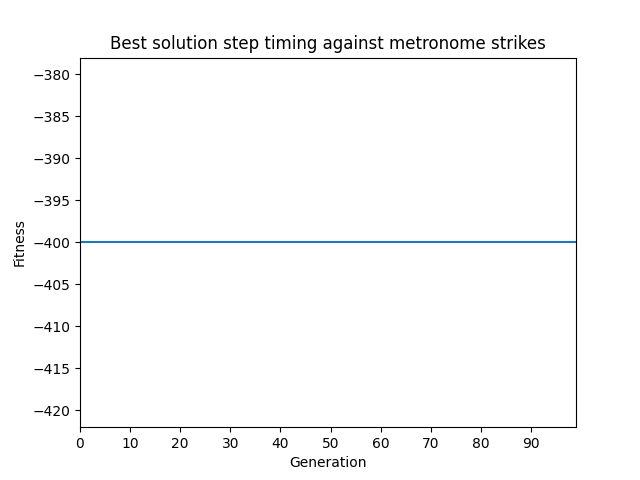 Best solution step timing against metronome strikes
−380
−385
−390
−395
−400
−405
−410
−415
−420
Fitness
0 10 20 30 40 50 60 70 80 90
Generation